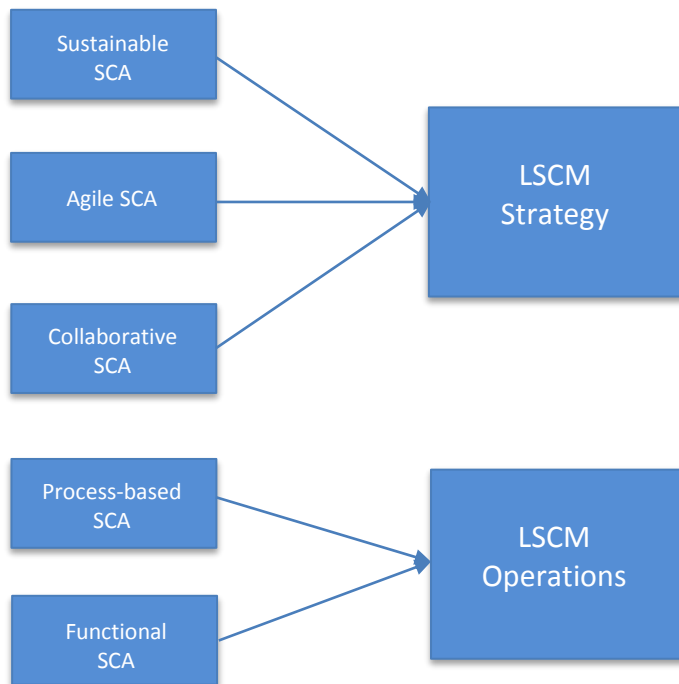 Sustainable
SCA
Agile SCA
Collaborative
SCA
LSCM
Strategy
Process-based
SCA
Functional
SCA
LSCM
Operations